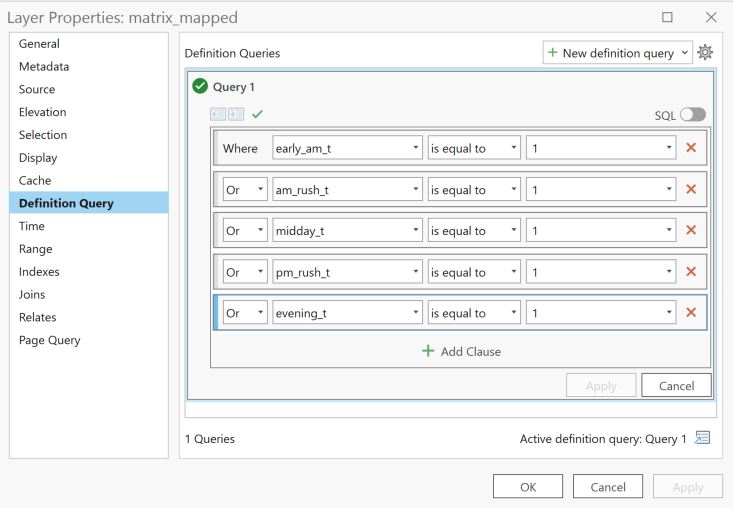 Layer Properties: matrix_mapped
General
Metadata
Source
Elevation
Selection
Display
Cache
Definition Query
Time
Range
Indexes
Joins
Relates
Page Query
Definition Queries
New definition query
Query 1
SQL
Where early_am_t is equal to 1
Or am_rush_t is equal to 1
Or midday_t is equal to 1
Or pm_rush_t is equal to 1
Or evening_t is equal to 1
Add Clause
Apply Cancel
1 Queries
Active definition query: Query 1
OK Cancel Apply